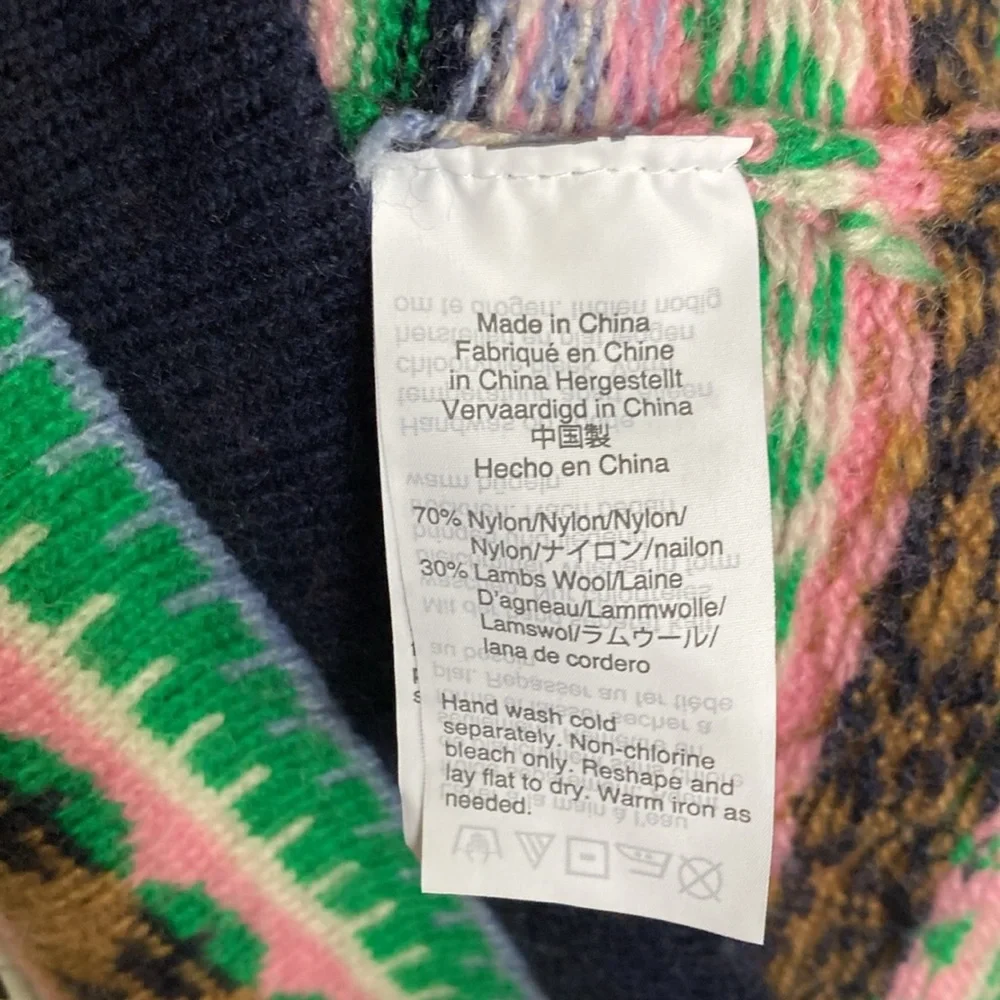 Made in China
Fabriqué en Chine
in China Hergestellt
Vervaardigd in China
中国製
Hecho en China
70% Nylon/Nylon/Nylon/
Nylon/ナイロン/nailon
30% Lambs Wool/Laine
D'agneau/Lammwolle/
Lamswol/ラムウール/
lana de cordero
Hand wash cold
separately. Non-chlorine
bleach only. Reshape and
lay flat to dry. Warm iron as
needed.